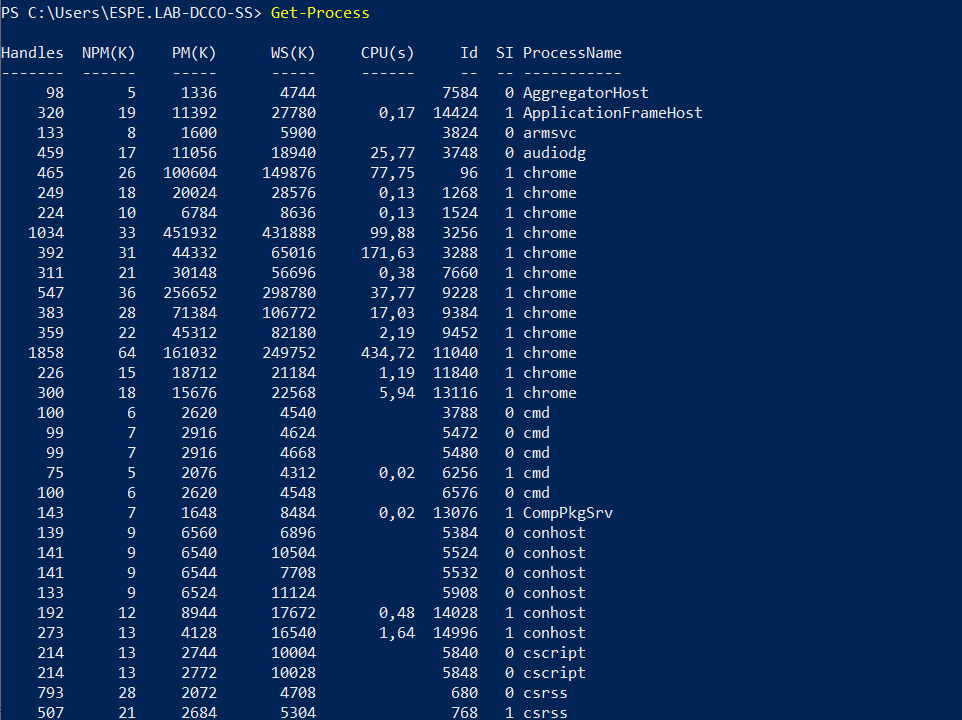 PS C:\Users\ESPE.LAB-DCCO-SS> Get-Process
Handles NPM(K) PM(K) WS(K) CPU(s) Id SI ProcessName
------- ------ ----- ----- ------ -- -- -----------
98 5 1336 4744 7584 0 AggregatorHost
320 19 11392 27780 0,17 14424 1 ApplicationFrameHost
133 8 1600 5900 3824 0 armsvc
459 17 11056 18940 25,77 3748 0 audiodg
465 26 100604 149876 77,75 96 1 chrome
249 18 20024 28576 0,13 1268 1 chrome
224 10 6784 8636 0,13 1524 1 chrome
1034 33 451932 431888 99,88 3256 1 chrome
392 31 44332 65016 171,63 3288 1 chrome
311 21 30148 56696 0,38 7660 1 chrome
547 36 256652 298780 37,77 9228 1 chrome
383 28 71384 106772 17,03 9384 1 chrome
359 22 45312 82180 2,19 9452 1 chrome
1858 64 161032 249752 434,72 11040 1 chrome
226 15 18712 21184 1,19 11840 1 chrome
300 18 15676 22568 5,94 13116 1 chrome
100 6 2620 4540 3788 0 cmd
99 7 2916 4624 5472 0 cmd
99 7 2916 4668 5480 0 cmd
75 5 2076 4312 0,02 6256 1 cmd
100 6 2620 4548 6576 0 cmd
143 7 1648 8484 0,02 13076 1 CompPkgSrv
139 9 6560 6896 5384 0 conhost
141 9 6540 10504 5524 0 conhost
141 9 6544 7708 5532 0 conhost
133 9 6524 11124 5908 0 conhost
192 12 8944 17672 0,48 14028 1 conhost
273 13 4128 16540 1,64 14996 1 conhost
214 13 2744 10004 5840 0 cscript
214 13 2772 10028 5848 0 cscript
793 28 2072 4708 680 0 csrss
507 21 2684 5304 768 1 csrss